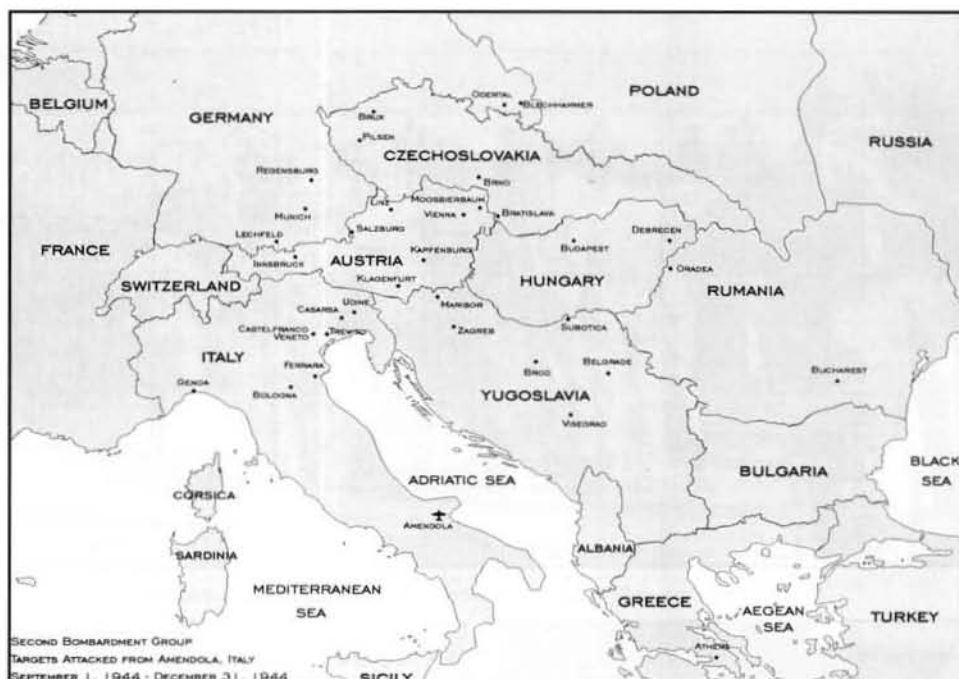 BELGIUM
GERMANY
POLAND
RUSSIA
ODERTAL
BLECHHAMMER
BRUX
PILSEN
CZECHOSLOVAKIA
REGENSBURG
BRNO
MOOSBIERBAUM
LINZ
VIENNA
BRATISLAVA
MUNICH
LECHFELD
SALZBURG
INNSBRUCK
AUSTRIA
KAPFENBURG
BUDAPEST
DEBRECEN
ORADEA
FRANCE
SWITZERLAND
KLAGENFURT
HUNGARY
RUMANIA
MARIBOR
UDINE
CASARSA
CASTELFRANCO
VENETO
TREVISO
ZAGREB
SUBOTICA
ITALY
FERRARA
BROD
BELGRADE
BUCHAREST
GENOA
BOLOGNA
YUGOSLAVIA
VISEGRAD
ADRIATIC SEA
BULGARIA
BLACK
SEA
CORSICA
AMENDOLA
SARDINIA
ALBANIA
MEDITERRANEAN
SEA
GREECE
AEGEAN
SEA
TURKEY
ATHENS
SICILY
SECOND BOMBARDMENT GROUP
TARGETS ATTACKED FROM AMENDOLA, ITALY
SEPTEMBER 1, 1944 - DECEMBER 31, 1944